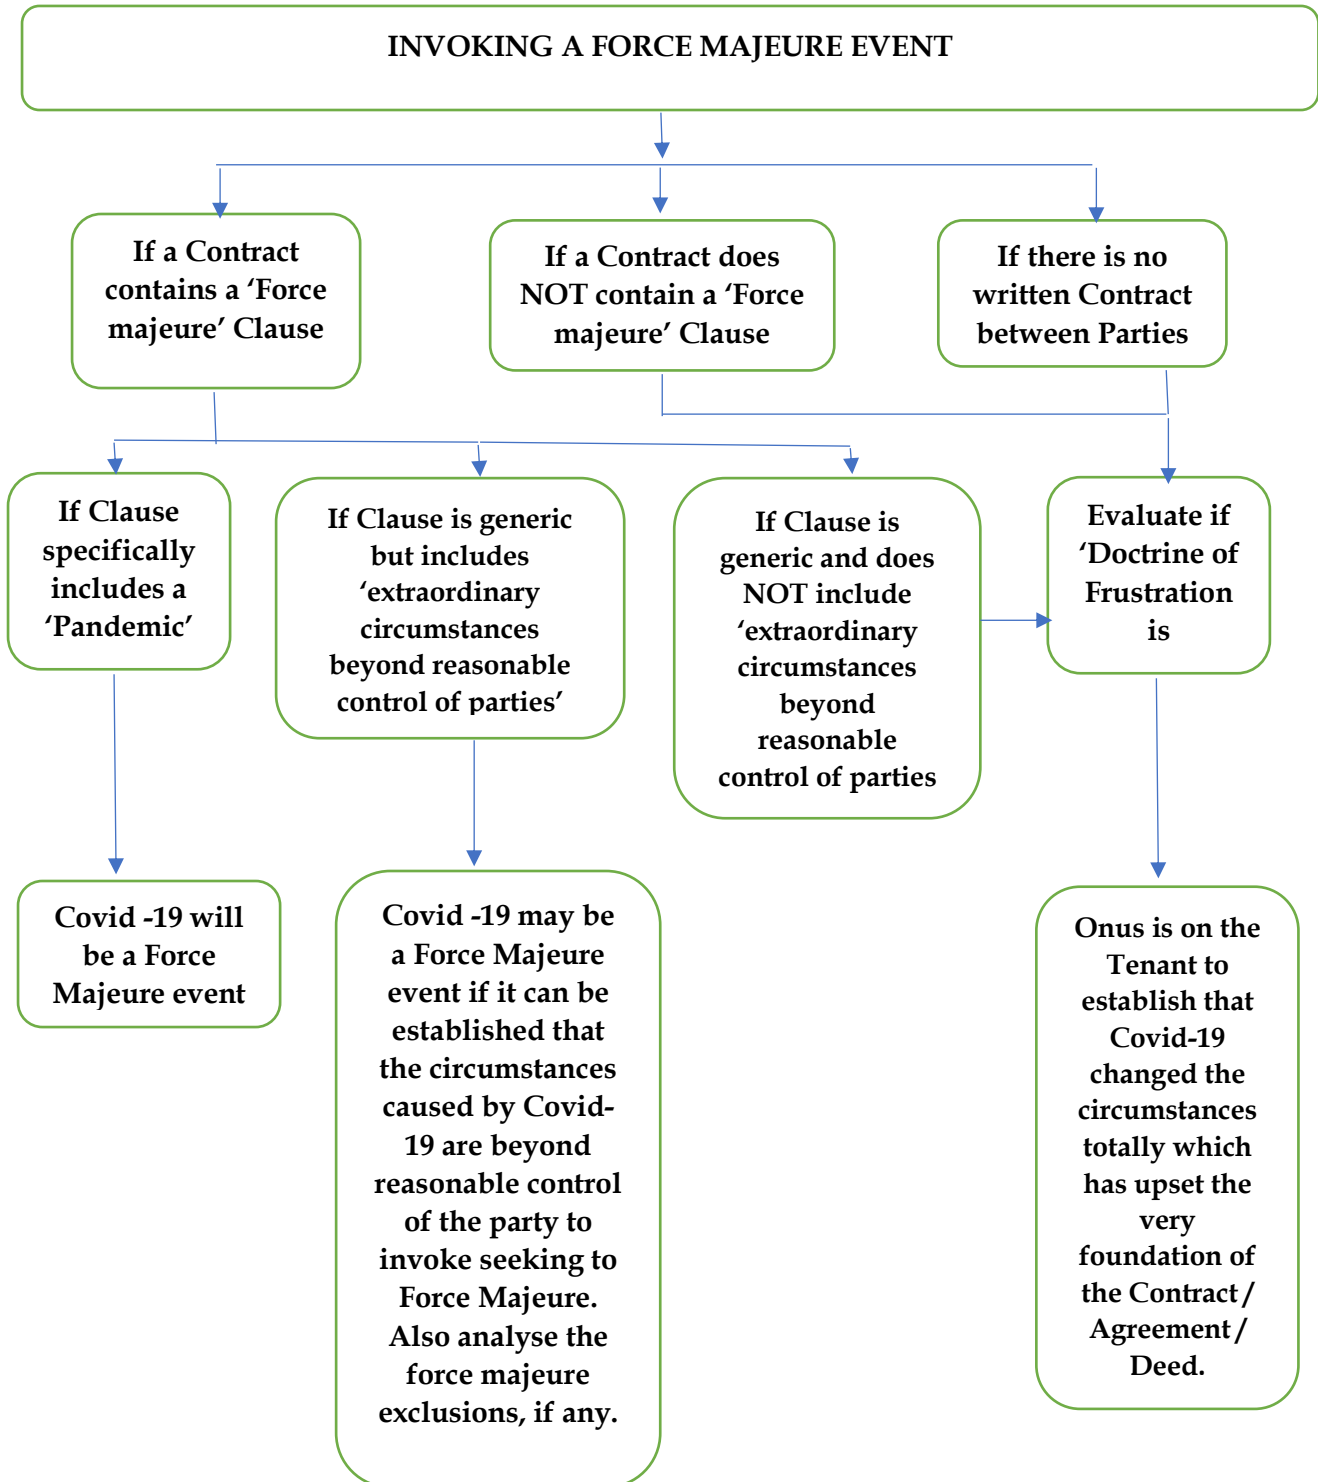 INVOKING A FORCE MAJEURE EVENT
If a Contract
contains a ‘Force
majeure’ Clause
If a Contract does
NOT contain a ‘Force
majeure’ Clause
If there is no
written Contract
between Parties
If Clause
specifically
includes a
‘Pandemic’
If Clause is generic
but includes
‘extraordinary
circumstances
beyond reasonable
control of parties’
If Clause is
generic and does
NOT include
‘extraordinary
circumstances
beyond
reasonable
control of parties
Evaluate if
‘Doctrine of
Frustration
is
Covid -19 will
be a Force
Majeure event
Covid -19 may be
a Force Majeure
event if it can be
established that
the circumstances
caused by Covid-
19 are beyond
reasonable control
of the party to
invoke seeking to
Force Majeure.
Also analyse the
force majeure
exclusions, if any.
Onus is on the
Tenant to
establish that
Covid-19
changed the
circumstances
totally which
has upset the
very
foundation of
the Contract/
Agreement/
Deed.